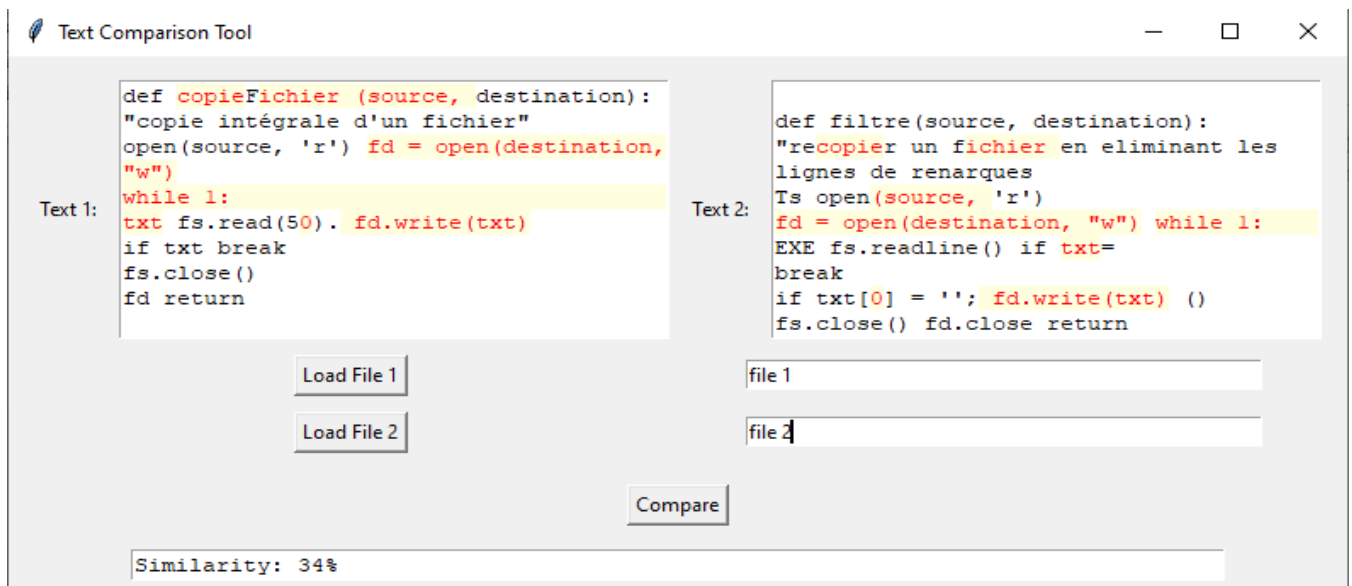 Text Comparison Tool
Text 1:
def copieFichier (source, destination):
"copie intégrale d'un fichier"
open(source, 'r') fd = open(destination,
"w")
while 1:
txt fs.read(50). fd.write(txt)
if txt break
fs.close()
fd return
Text 2:
def filtre(source, destination):
"recopier un fichier en eliminant les
lignes de renarques
Ts open(source, 'r')
fd = open(destination, "w") while 1:
EXE fs.readline() if txt=
break
if txt[0] = ''; fd.write(txt) ()
fs.close() fd.close return
Load File 1
file 1
Load File 2
file 2
Compare
Similarity: 34%